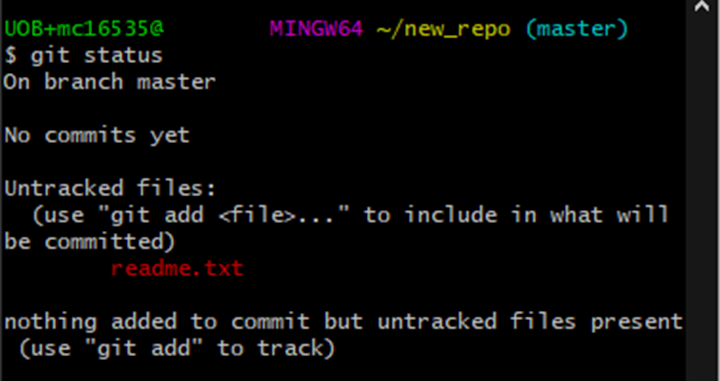 UOB+mc16535@ MINGW64 ~/new_repo (master)
$ git status
On branch master
No commits yet
Untracked files:
(use "git add <file>..." to include in what will
be committed)
readme.txt
nothing added to commit but untracked files present
(use "git add" to track)